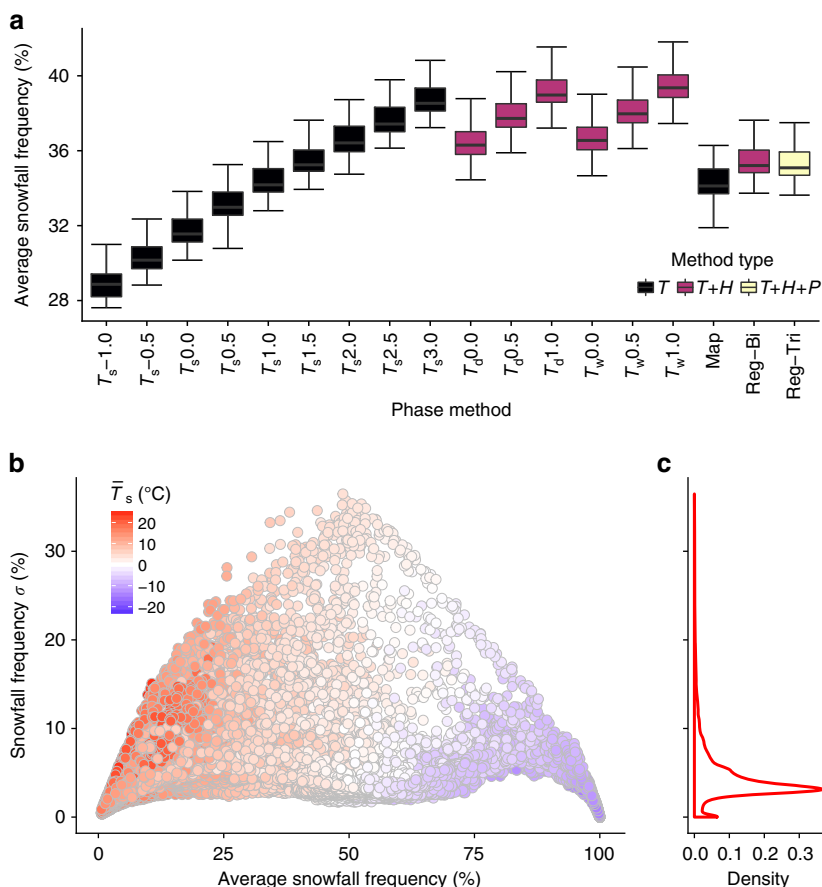 a
Average snowfall frequency (%)
40
36
32
28
Method type
T T+H T+H+P
Ts−1.0 Ts−0.5 Ts0.0 Ts0.5 Ts1.0 Ts1.5 Ts2.0 Ts2.5 Ts3.0 Td0.0 Td0.5 Td1.0 Tw0.0 Tw0.5 Tw1.0 Map Reg−Bi Reg−Tri
Phase method
b
T̅s (°C)
20
10
0
−10
−20
Snowfall frequency σ (%)
30
20
10
0
0 25 50 75 100
Average snowfall frequency (%)
c
0.0 0.1 0.2 0.3
Density